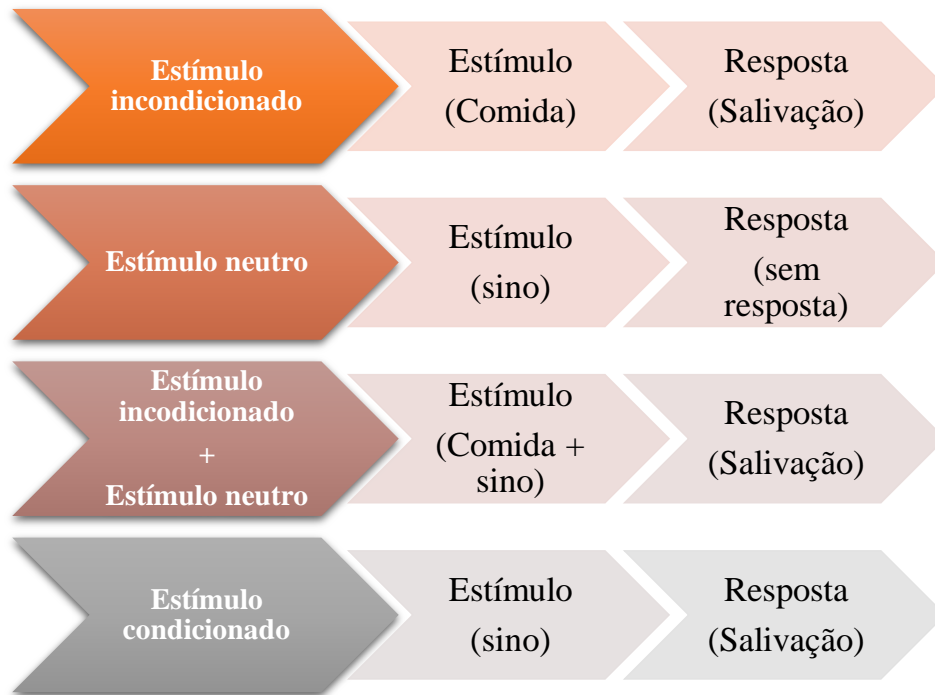 Estímulo
incondicionado
Estímulo
(Comida)
Resposta
(Salivação)
Estímulo neutro
Estímulo
(sino)
Resposta
(sem
resposta)
Estímulo
incodicionado
+
Estímulo neutro
Estímulo
(Comida +
sino)
Resposta
(Salivação)
Estímulo
condicionado
Estímulo
(sino)
Resposta
(Salivação)